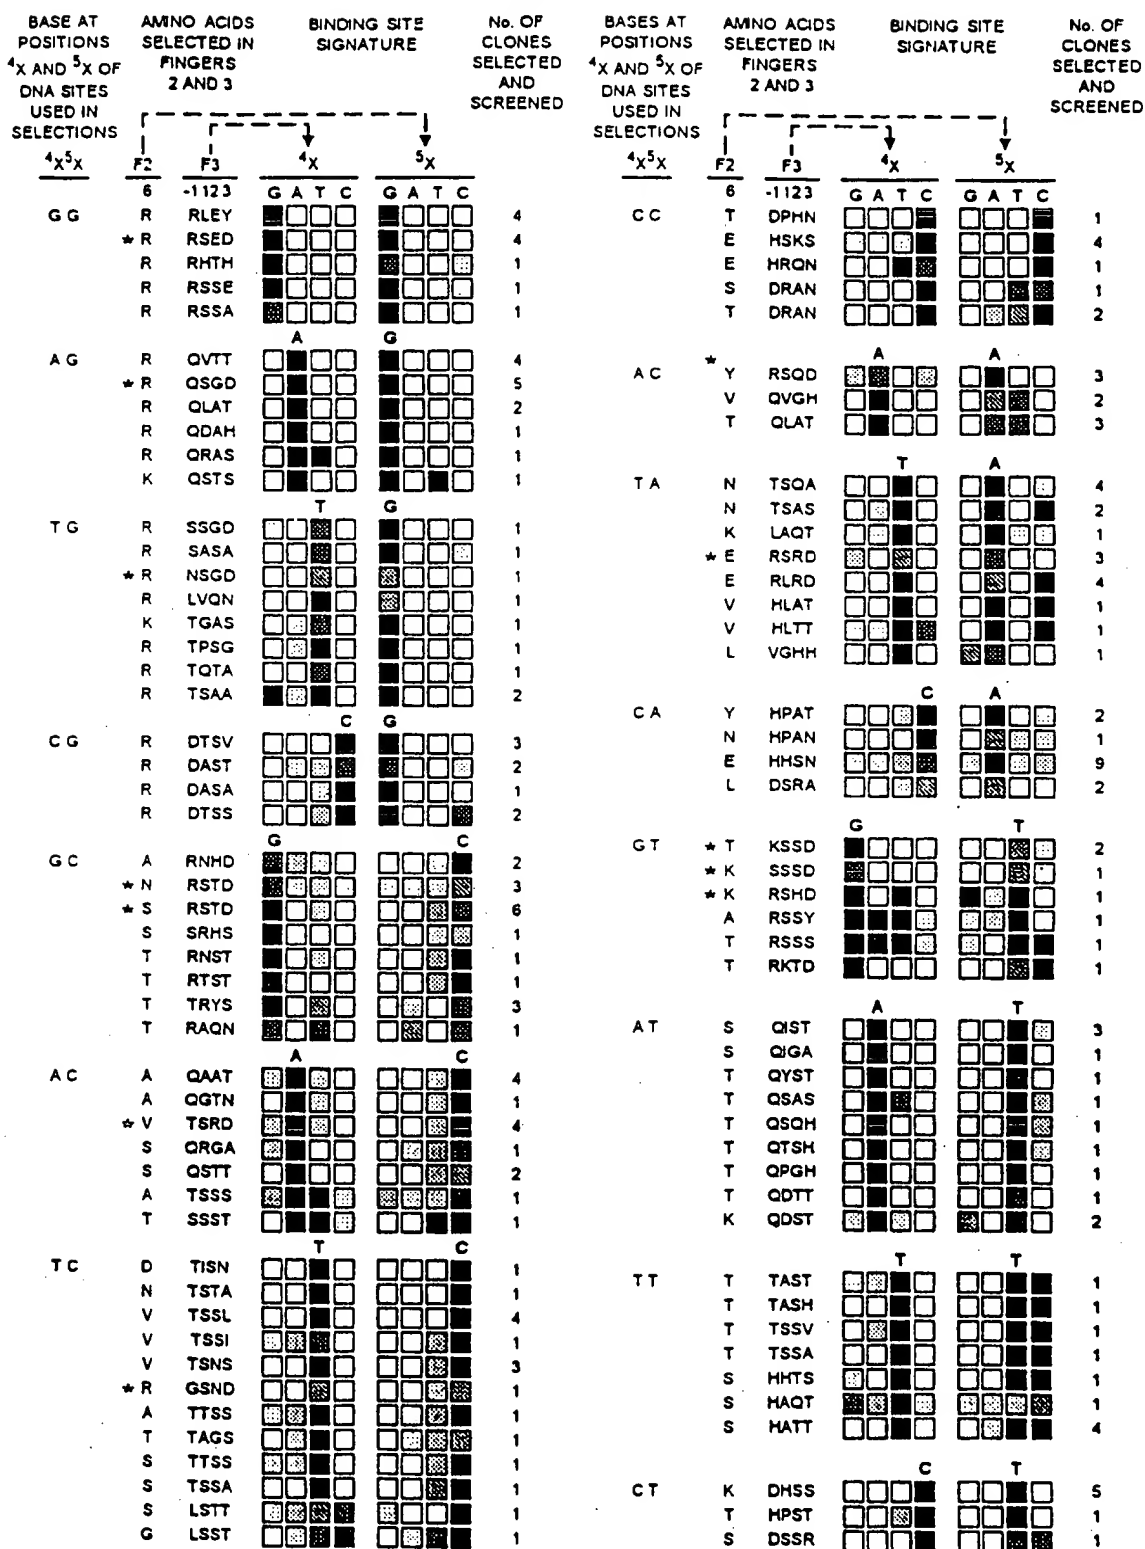 BASE AT POSITIONS 4X AND 5X OF DNA SITES USED IN SELECTIONS
AMINO ACIDS SELECTED IN FINGERS 2 AND 3
BINDING SITE SIGNATURE
No. OF CLONES SELECTED AND SCREENED
4X5X F2 F3 4X 5X
6 -1123 G A T C G A T C
GG R RLEY 4
* R RSED 4
R RHTH 1
R RSSE 1
R RSSA 1
A G
AG R QVTT 4
* R QSGD 5
R QLAT 2
R QDAH 1
R QRAS 1
K QSTS 1
T G
TG R SSGD 1
R SASA 1
* R NSGD 1
R LVQN 1
K TGAS 1
R TPSG 1
R TQTA 1
R TSAA 2
C G
CG R DTSV 3
R DAST 2
R DASA 1
R DTSS 2
G C
GC A RNHD 2
* N RSTD 3
* S RSTD 6
S SRHS 1
T RNST 1
T RTST 1
T TRYS 3
T RAQN 1
A C
AC A QAAT 4
A QGTN 1
* V TSRD 4
S QRGA 1
S QSTT 2
A TSSS 1
T SSST 1
T C
TC D TISN 1
N TSTA 1
V TSSL 4
V TSSI 1
V TSNS 3
* R GSND 1
A TTSS 1
T TAGS 1
S TTSS 1
S TSSA 1
S LSTT 1
G LSST 1
BASES AT POSITIONS 4X AND 5X OF DNA SITES USED IN SELECTIONS
AMINO ACIDS SELECTED IN FINGERS 2 AND 3
BINDING SITE SIGNATURE
No. OF CLONES SELECTED AND SCREENED
4X5X F2 F3 4X 5X
6 -1123 G A T C G A T C
CC T DPHN 1
E HSKS 4
E HRQN 1
S DRAN 1
T DRAN 2
* A A
AC Y RSQD 3
V QVGH 2
T QLAT 3
T A
TA N TSQA 4
N TSAS 2
K LAQT 1
* E RSRD 3
E RLRD 4
V HLAT 1
V HLTT 1
L VGHH 1
C A
CA Y HPAT 2
N HPAN 1
E HHSN 9
L DSRA 2
G T
GT * T KSSD 2
* K SSSD 1
* K RSHD 1
A RSSY 1
T RSSS 1
T RKTD 1
A T
AT S QIST 3
S QIGA 1
T QYST 1
T QSAS 1
T QSQH 1
T QTSH 1
T QPGH 1
T QDTT 1
K QDST 2
T T
TT T TAST 1
T TASH 1
T TSSV 1
T TSSA 1
S HHTS 1
S HAQT 1
S HATT 4
C T
CT K DHSS 5
T HPST 1
S DSSR 1